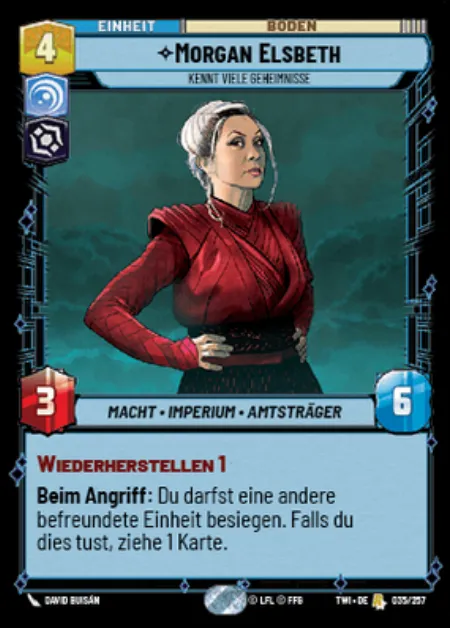 4
EINHEIT
BODEN
MORGAN ELSBETH
KENNT VIELE GEHEIMNISSE
3
MACHT • IMPERIUM • AMTSTRÄGER
6
WIEDERHERSTELLEN 1
Beim Angriff: Du darfst eine andere
befreundete Einheit besiegen. Falls du
dies tust, ziehe 1 Karte.
DAVID BUISÁN
© LFL © FFG
TWI • DE
035/257